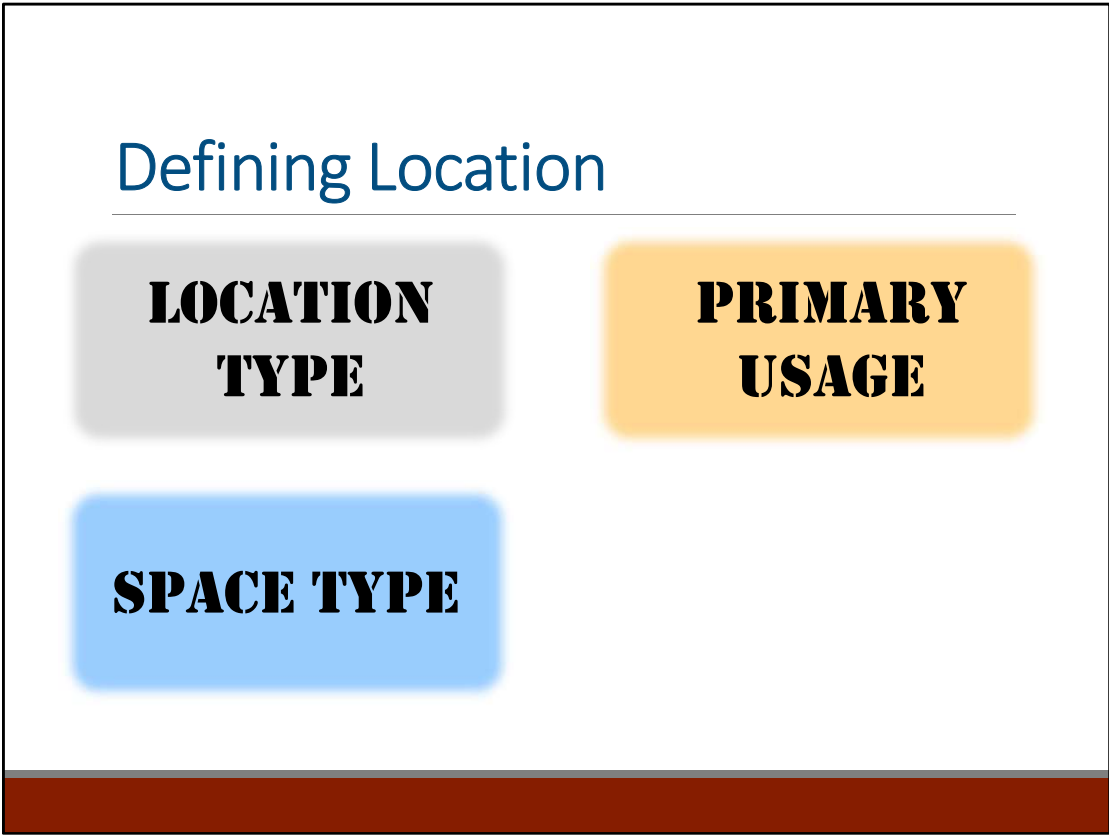 Defining Location
LOCATION
TYPE
PRIMARY
USAGE
SPACE TYPE